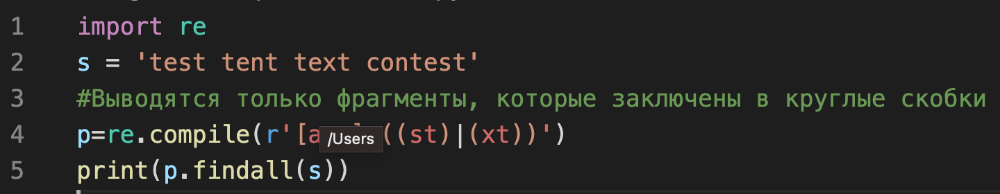 1 import re
2 s = 'test tent text contest'
3 #Выводятся только фрагменты, которые заключены в круглые скобки
4 p=re.compile(r'[a ((st)|(xt))')
/Users
5 print(p.findall(s))